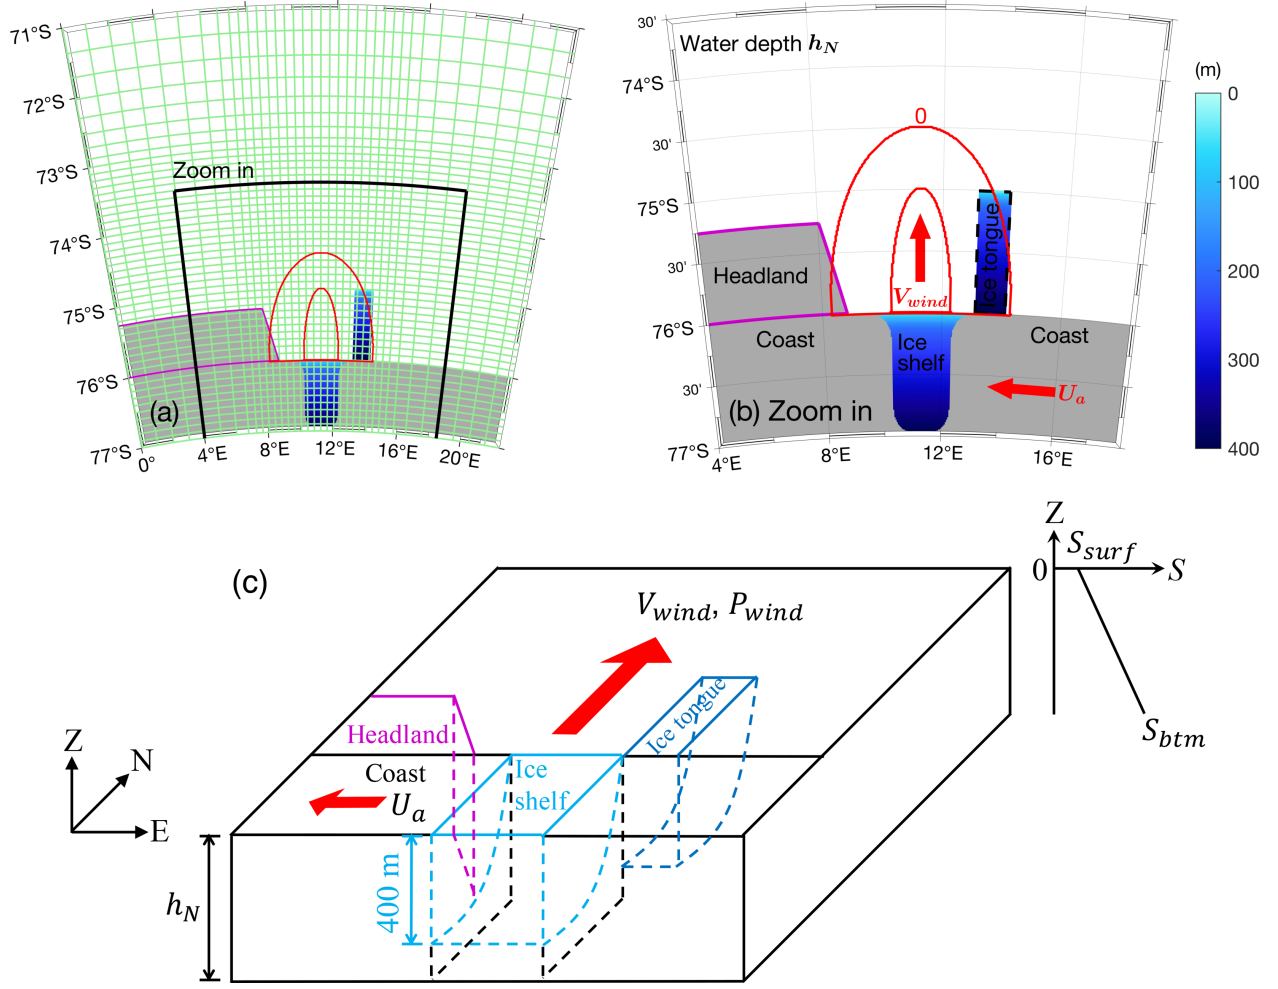 71°S
72°S
73°S
74°S
75°S
76°S
77°S
0°
4°E
8°E
12°E
16°E
20°E
Zoom in
(a)
30'
74°S
30'
75°S
30'
76°S
30'
77°S
4°E
8°E
12°E
16°E
Water depth h_N
0
Headland
V_wind
Ice tongue
Coast
Ice
shelf
Coast
U_a
(b) Zoom in
(m)
0
100
200
300
400
(c)
V_wind, P_wind
Headland
Ice tongue
Coast
U_a
Ice
shelf
400 m
h_N
Z
N
E
Z
S_surf
0
S
S_btm